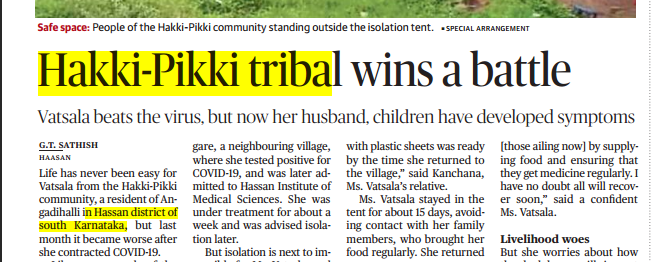 Safe space: People of the Hakki-Pikki community standing outside the isolation tent. • SPECIAL ARRANGEMENT
Hakki-Pikki tribal wins a battle
Vatsala beats the virus, but now her husband, children have developed symptoms
G.T. SATHISH
HAASAN
Life has never been easy for
Vatsala from the Hakki-Pikki
community, a resident of An-
gadihalli in Hassan district of
south Karnataka, but last
month it became worse after
she contracted COVID-19.
gare, a neighbouring village,
where she tested positive for
COVID-19, and was later ad-
mitted to Hassan Institute of
Medical Sciences. She was
under treatment for about a
week and was advised isola-
tion later.
But isolation is next to im-
with plastic sheets was ready
by the time she returned to
the village,” said Kanchana,
Ms. Vatsala’s relative.
Ms. Vatsala stayed in the
tent for about 15 days, avoid-
ing contact with her family
members, who brought her
food regularly. She returned
[those ailing now] by supply-
ing food and ensuring that
they get medicine regularly. I
have no doubt all will recov-
er soon,” said a confident
Ms. Vatsala.
Livelihood woes
But she worries about how